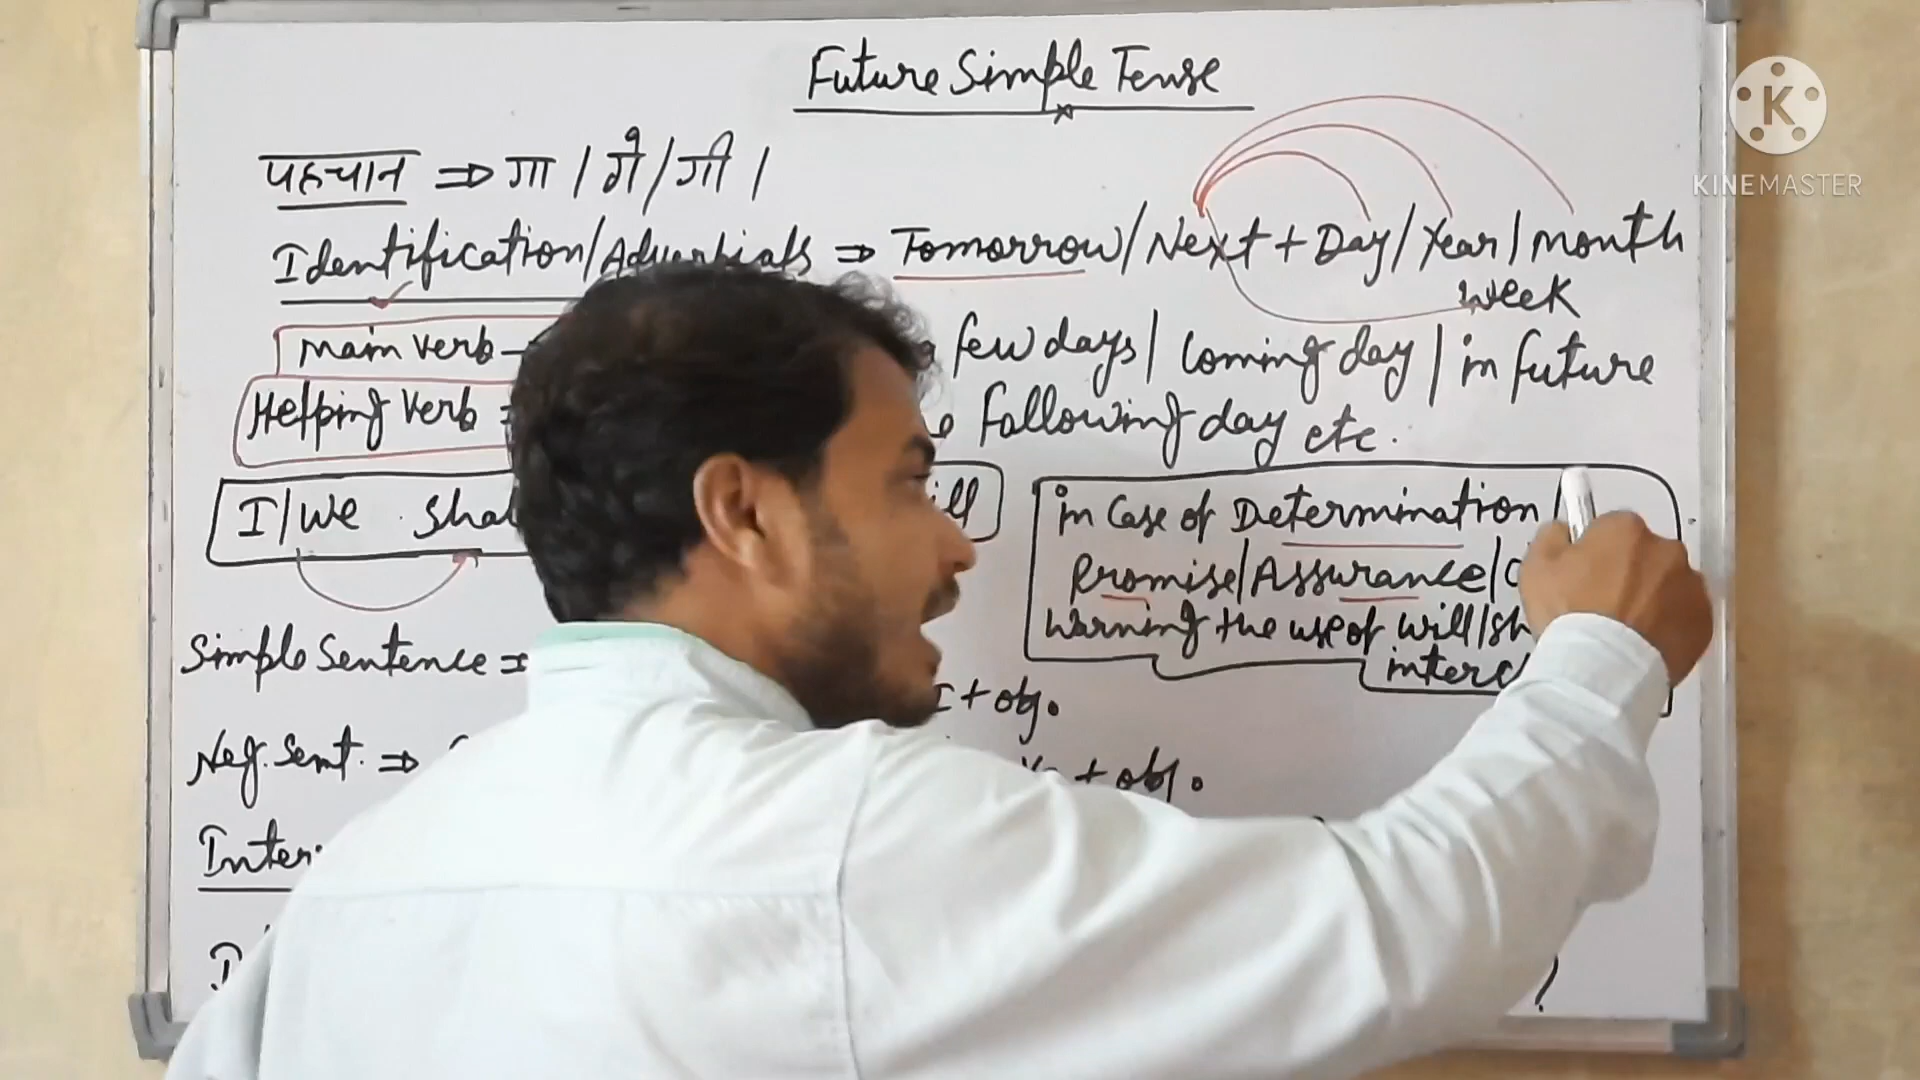 Future Simple Tense
KINEMASTER
पहचान ⇒ गा / गे / गी |
Identification/Adverbials ⇒ Tomorrow/Next + Day/Year/month
week
main verb
few days | Coming day | in future
Helping Verb
following day etc.
I/We shal
ill
in Case of Determination /
Promise/Assurance/
Warning the use of will/sh
interc
Simple Sentence ⇒
+ obj.
Neg. Sent. ⇒
+ obj.
Inter.
?